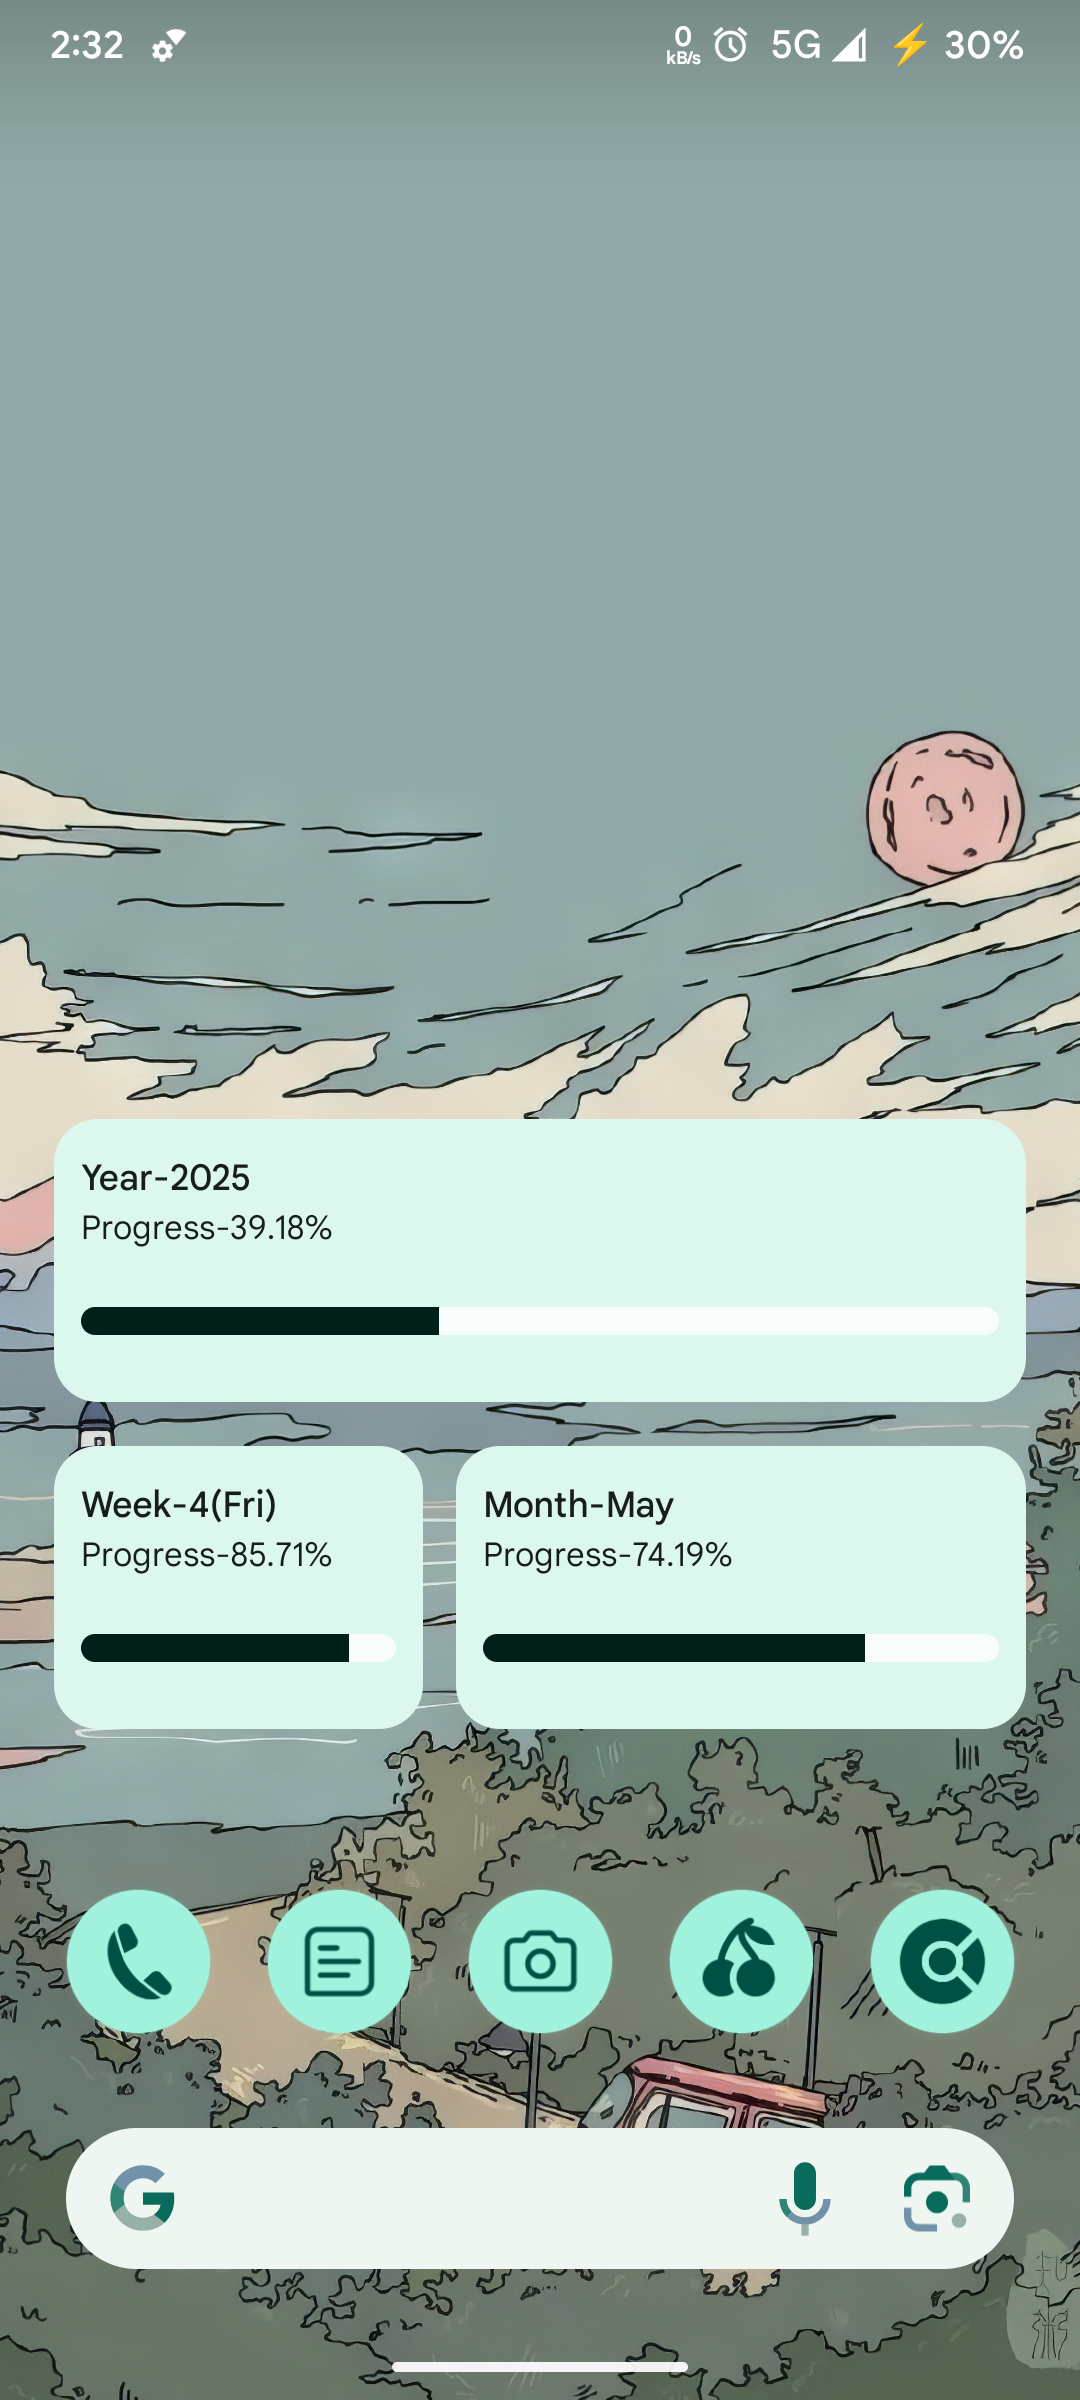 2:32
0 kB/s 5G 30%
Year-2025
Progress-39.18%
Week-4(Fri)
Progress-85.71%
Month-May
Progress-74.19%